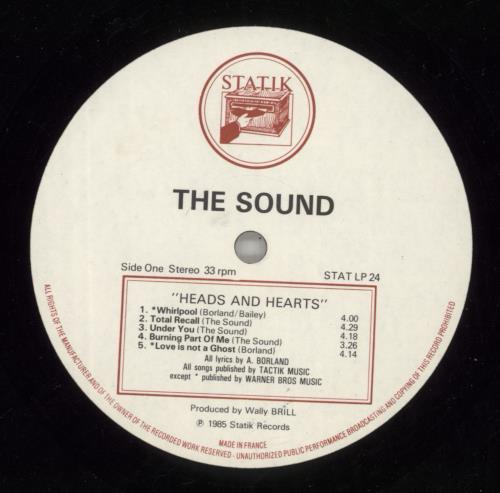 STATIK
THE SOUND
Side One Stereo 33 rpm
STAT LP 24
"HEADS AND HEARTS"
1. *Whirlpool (Borland/Bailey) 4.00
2. Total Recall (The Sound) 4.29
3. Under You (The Sound) 4.18
4. Burning Part Of Me (The Sound) 3.26
5. *Love is not a Ghost (Borland) 4.14
All lyrics by A. BORLAND
All songs published by TACTIK MUSIC
except * published by WARNER BROS MUSIC
Produced by Wally BRILL
℗ 1985 Statik Records
MADE IN FRANCE
ALL RIGHTS OF THE MANUFACTURER AND OF THE OWNER OF THE RECORDED WORK RESERVED - UNAUTHORIZED PUBLIC PERFORMANCE BROADCASTING AND COPYING OF THIS RECORD PROHIBITED